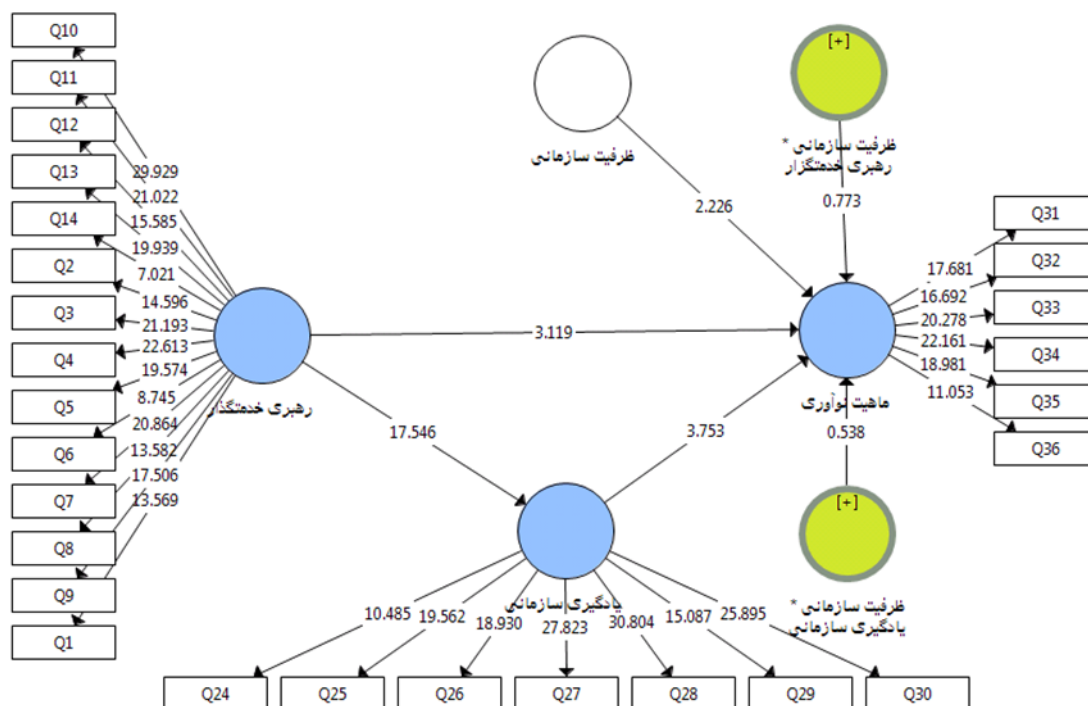 Q10
Q11
Q12
Q13
Q14
Q2
Q3
Q4
Q5
Q6
Q7
Q8
Q9
Q1
29.929
21.022
15.585
19.939
7.021
14.596
21.193
22.613
19.574
8.745
20.864
13.582
17.506
13.569
رهبری خدمتگذار
ظرفیت سازمانی
2.226
[+]
ظرفیت سازمانی *
رهبری خدمتگزار
0.773
3.119
17.546
3.753
ماهیت نوآوری
0.538
[+]
ظرفیت سازمانی *
یادگیری سازمانی
17.681
16.692
20.278
22.161
18.981
11.053
Q31
Q32
Q33
Q34
Q35
Q36
یادگیری سازمانی
10.485
19.562
18.930
27.823
30.804
15.087
25.895
Q24
Q25
Q26
Q27
Q28
Q29
Q30